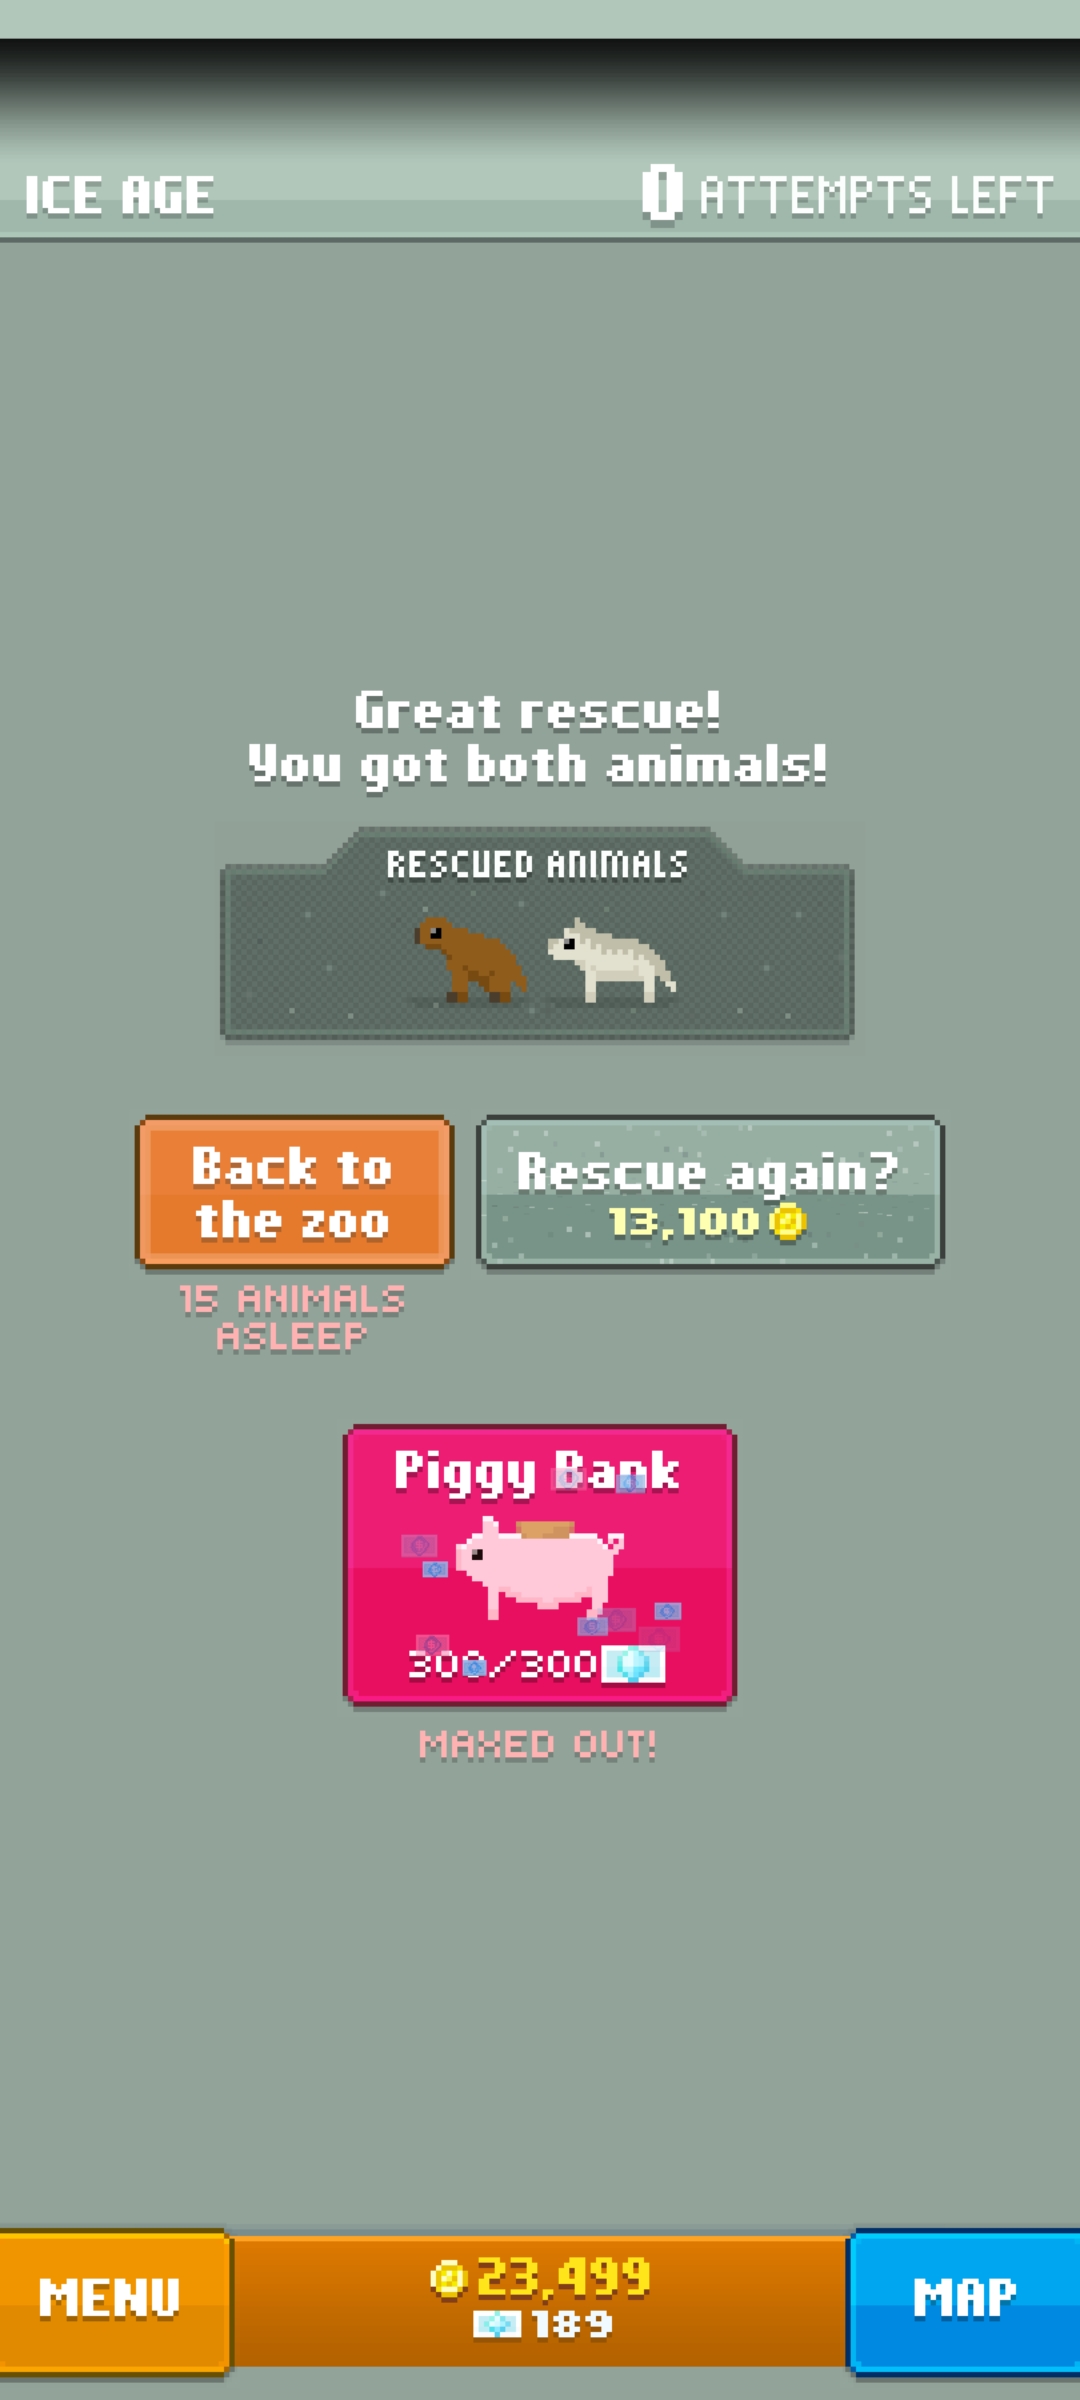 ICE AGE
0 ATTEMPTS LEFT
Great rescue!
You got both animals!
RESCUED ANIMALS
Back to
the zoo
Rescue again?
13,100
15 ANIMALS
ASLEEP
Piggy Bank
300/300
MAXED OUT!
MENU
23,499
189
MAP